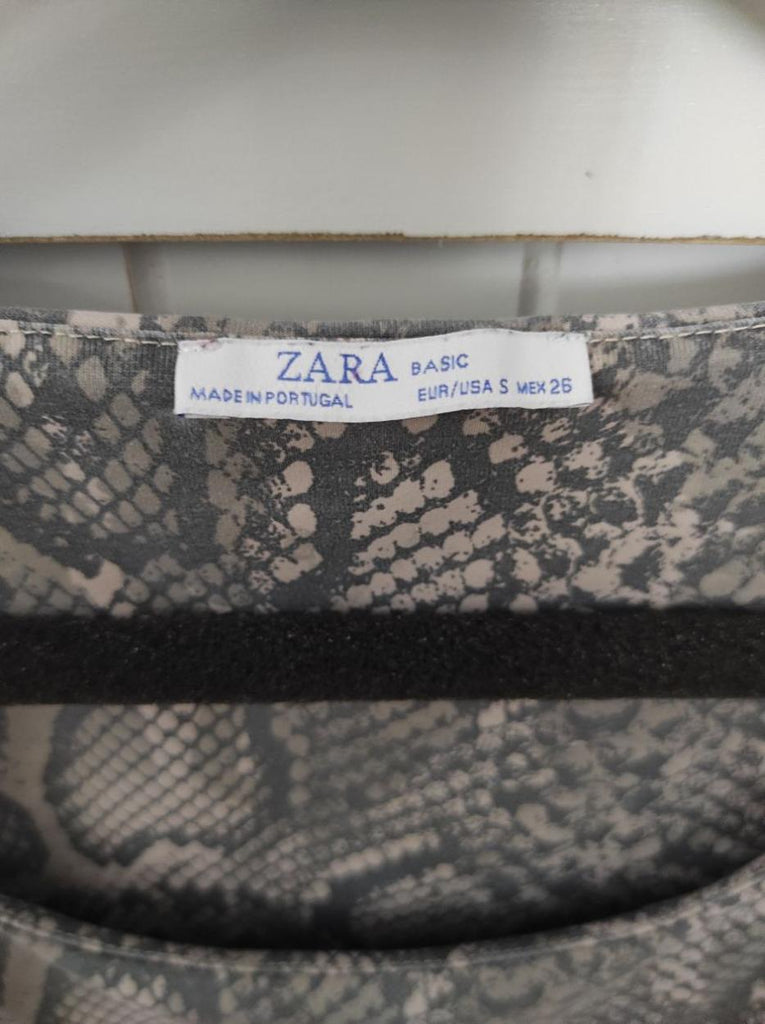 ZARA BASIC
MADE IN PORTUGAL EUR/USA S MEX 26